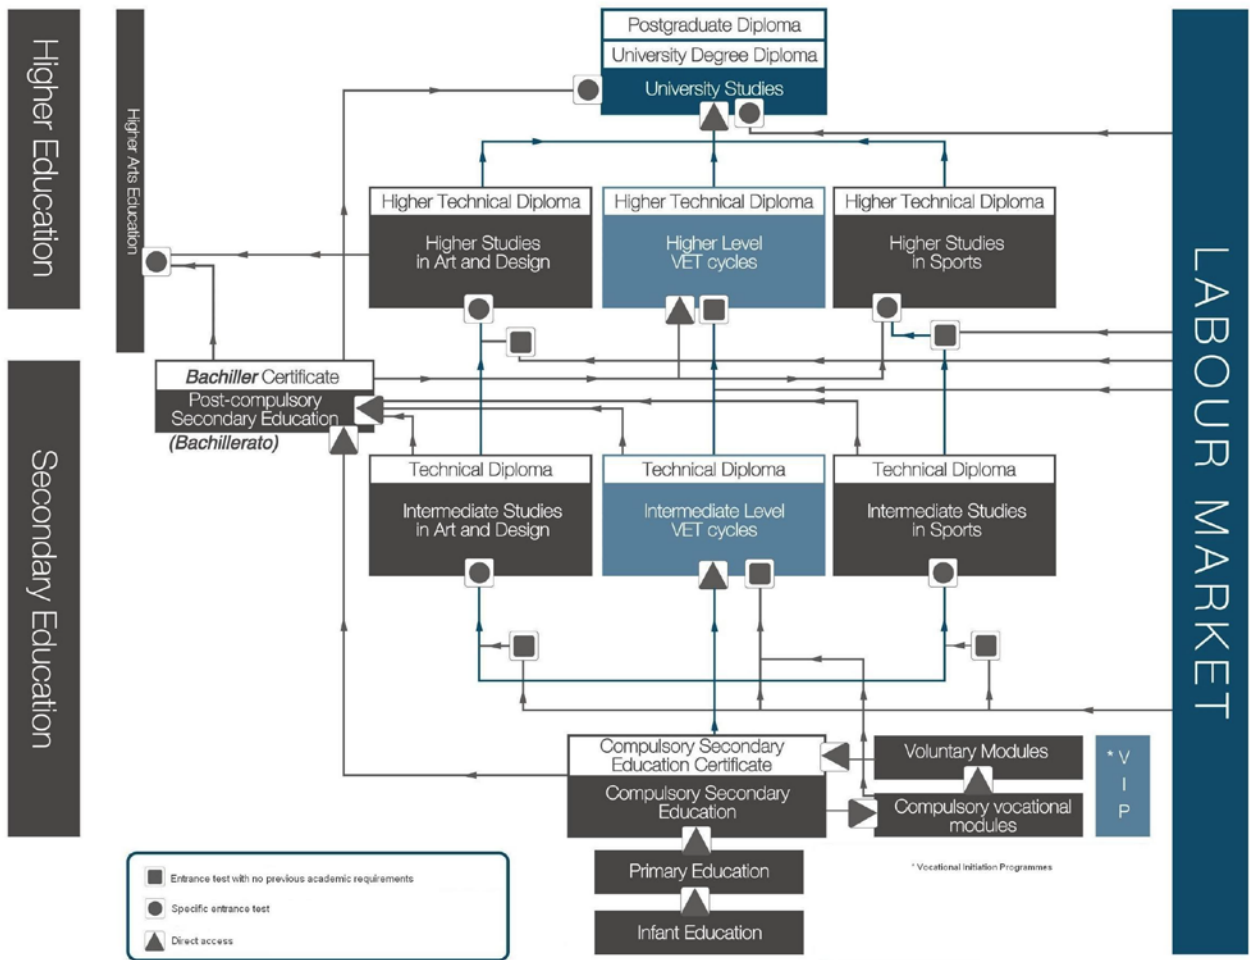 Higher Education
Higher Arts Education
Postgraduate Diploma
University Degree Diploma
University Studies
Higher Technical Diploma
Higher Studies
in Art and Design
Higher Technical Diploma
Higher Level
VET cycles
Higher Technical Diploma
Higher Studies
in Sports
LABOUR MARKET
Secondary Education
Bachiller Certificate
Post-compulsory
Secondary Education
(Bachillerato)
Technical Diploma
Intermediate Studies
in Art and Design
Technical Diploma
Intermediate Level
VET cycles
Technical Diploma
Intermediate Studies
in Sports
Compulsory Secondary
Education Certificate
Compulsory Secondary
Education
Voluntary Modules
Compulsory vocational
modules
* V
I
P
Primary Education
Infant Education
* Vocational Initiation Programmes
Entrance test with no previous academic requirements
Specific entrance test
Direct access